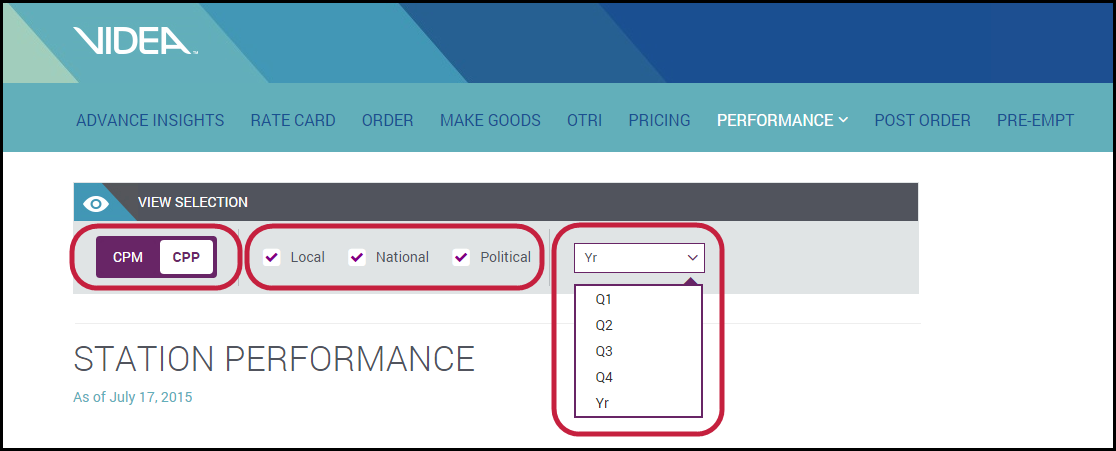 VIDEA™
ADVANCE INSIGHTS RATE CARD ORDER MAKE GOODS OTRI PRICING PERFORMANCE POST ORDER PRE-EMPT
VIEW SELECTION
CPM CPP Local National Political Yr
Q1
Q2
Q3
Q4
Yr
STATION PERFORMANCE
As of July 17, 2015